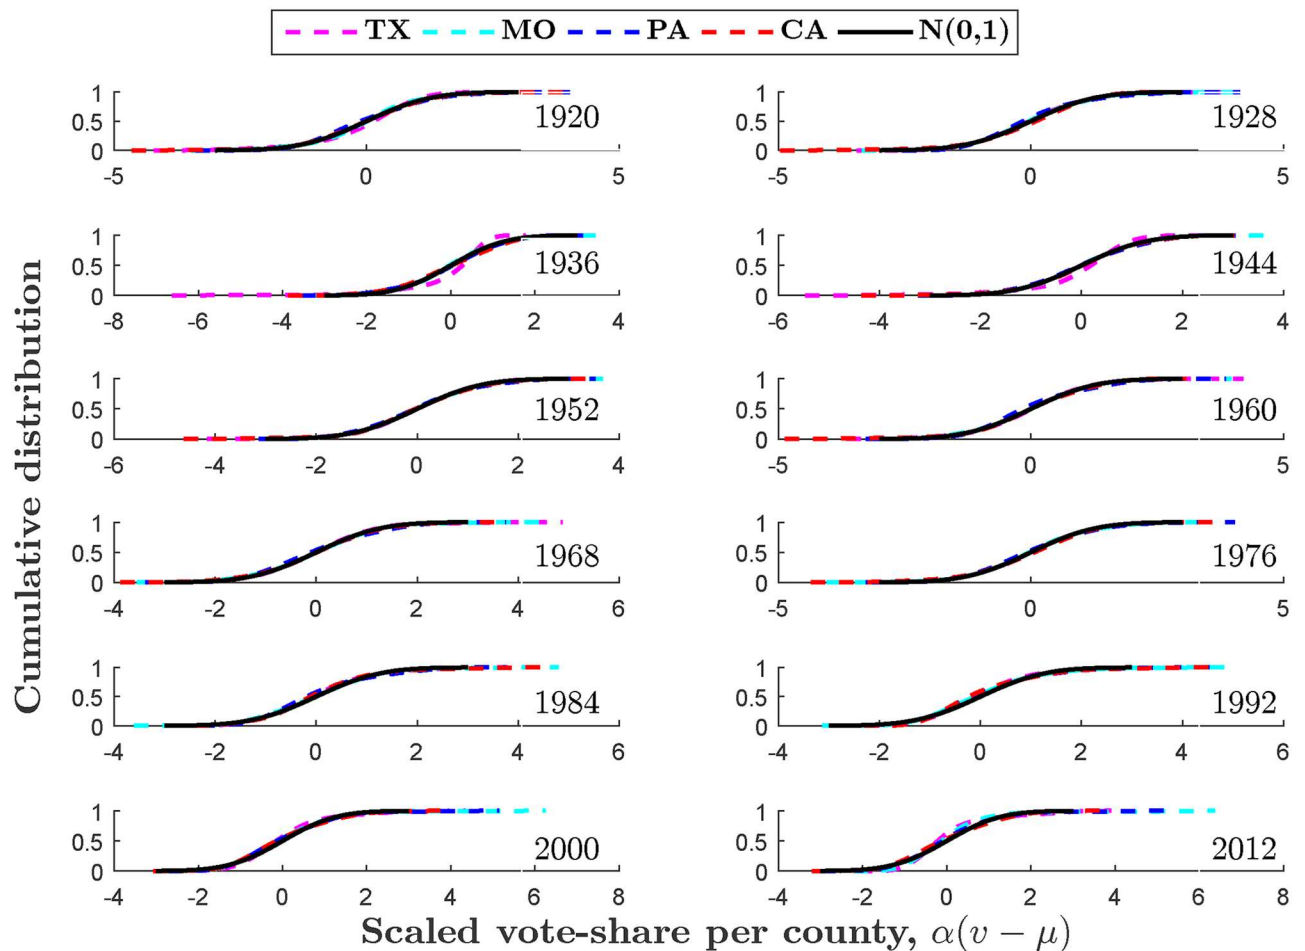 TX MO PA CA N(0,1)
1 0.5 0 -5 0 5 1920
1 0.5 0 -5 0 5 1928
1 0.5 0 -8 -6 -4 -2 0 2 4 1936
1 0.5 0 -6 -4 -2 0 2 4 1944
Cumulative distribution
1 0.5 0 -6 -4 -2 0 2 4 1952
1 0.5 0 -5 0 5 1960
1 0.5 0 -4 -2 0 2 4 6 1968
1 0.5 0 -5 0 5 1976
1 0.5 0 -4 -2 0 2 4 6 1984
1 0.5 0 -4 -2 0 2 4 6 1992
1 0.5 0 -4 -2 0 2 4 6 8 2000
1 0.5 0 -4 -2 0 2 4 6 8 2012
Scaled vote-share per county, α(v − μ)